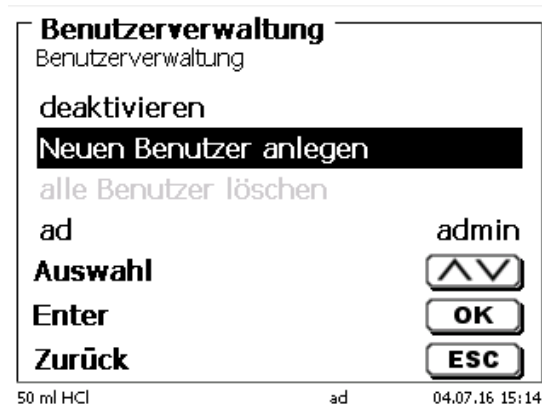 Benutzerverwaltung
Benutzerverwaltung
deaktivieren
Neuen Benutzer anlegen
alle Benutzer löschen
ad admin
Auswahl
Enter OK
Zurück ESC
50 ml HCl ad 04.07.16 15:14